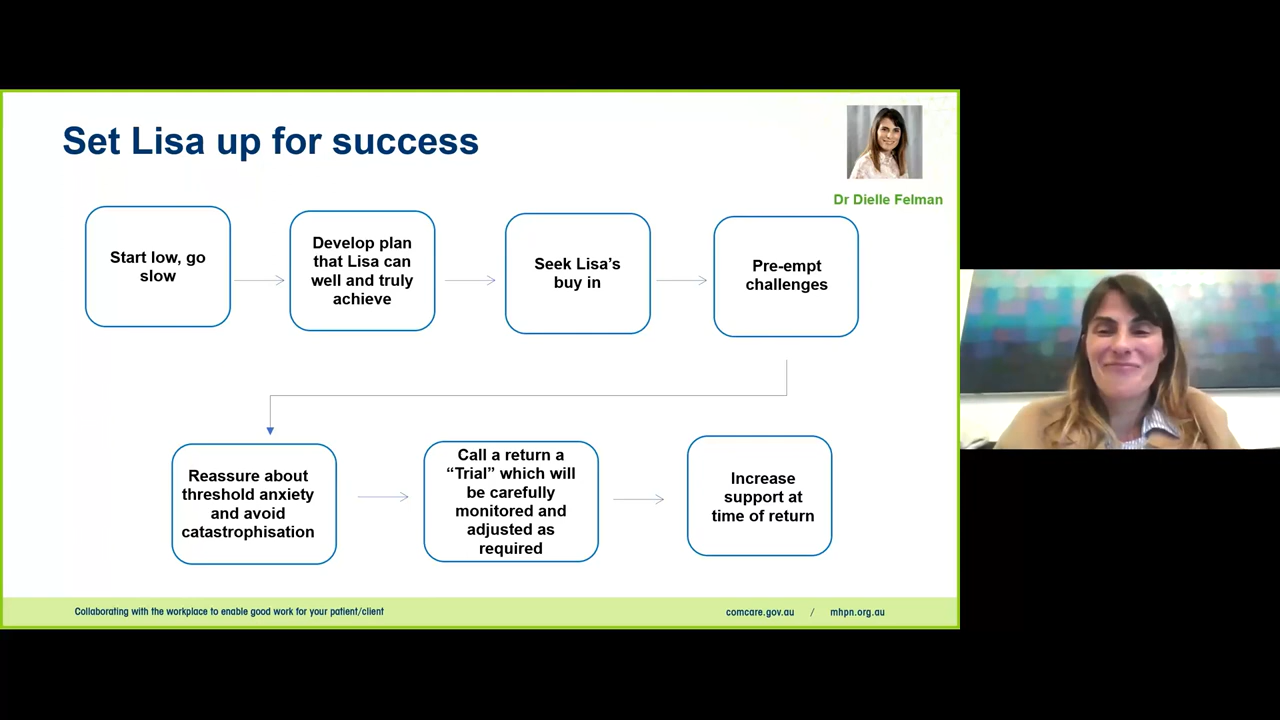 Set Lisa up for success
Dr Dielle Felman
Start low, go
slow
Develop plan
that Lisa can
well and truly
achieve
Seek Lisa's
buy in
Pre-empt
challenges
Reassure about
threshold anxiety
and avoid
catastrophisation
Call a return a
“Trial” which will
be carefully
monitored and
adjusted as
required
Increase
support at
time of return
Collaborating with the workplace to enable good work for your patient/client
comcare.gov.au / mhpn.org.au